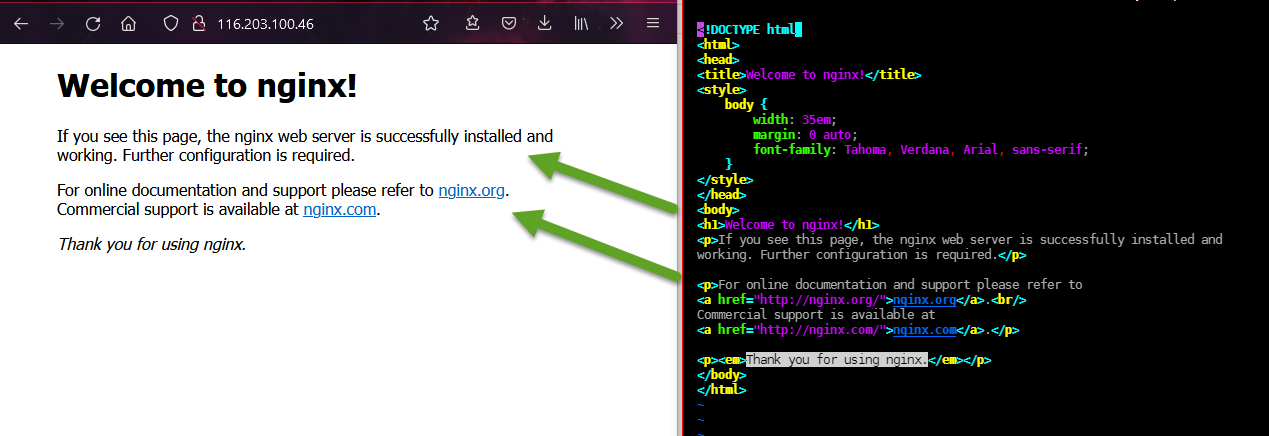 116.203.100.46
Welcome to nginx!
If you see this page, the nginx web server is successfully installed and
working. Further configuration is required.
For online documentation and support please refer to nginx.org.
Commercial support is available at nginx.com.
Thank you for using nginx.
<!DOCTYPE html>
<html>
<head>
<title>Welcome to nginx!</title>
<style>
    body {
        width: 35em;
        margin: 0 auto;
        font-family: Tahoma, Verdana, Arial, sans-serif;
    }
</style>
</head>
<body>
<h1>Welcome to nginx!</h1>
<p>If you see this page, the nginx web server is successfully installed and
working. Further configuration is required.</p>
<p>For online documentation and support please refer to
<a href="http://nginx.org/">nginx.org</a>.<br/>
Commercial support is available at
<a href="http://nginx.com/">nginx.com</a>.</p>
<p><em>Thank you for using nginx.</em></p>
</body>
</html>
~
~
~